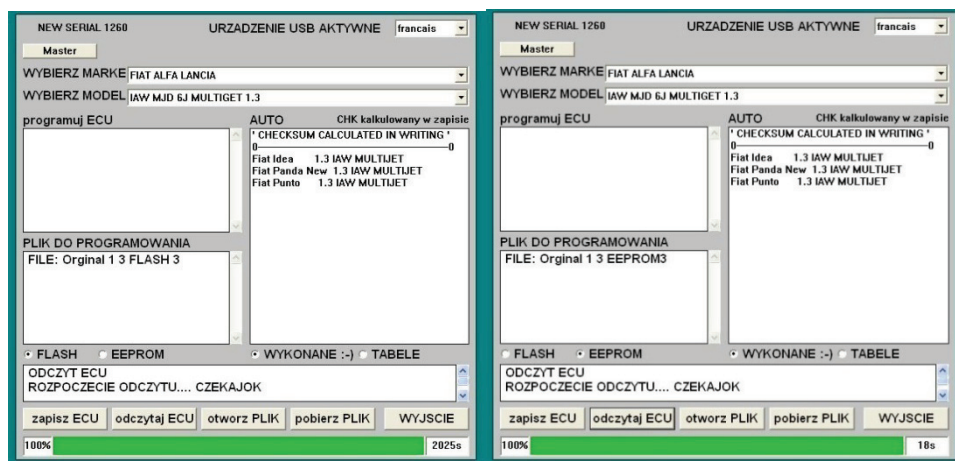 NEW SERIAL 1260 URZADZENIE USB AKTYWNE francais
Master
WYBIERZ MARKE FIAT ALFA LANCIA
WYBIERZ MODEL IAW MJD 6J MULTIGET 1.3
programuj ECU AUTO CHK kalkulowany w zapisie
' CHECKSUM CALCULATED IN WRITING '
0————————————0
Fiat Idea 1.3 IAW MULTIJET
Fiat Panda New 1.3 IAW MULTIJET
Fiat Punto 1.3 IAW MULTIJET
PLIK DO PROGRAMOWANIA
FILE: Orginal 1 3 FLASH 3
FLASH EEPROM WYKONANE :-) TABELE
ODCZYT ECU
ROZPOCZECIE ODCZYTU.... CZEKAJOK
zapisz ECU odczytaj ECU otworz PLIK pobierz PLIK WYJSCIE
100% 2025s
NEW SERIAL 1260 URZADZENIE USB AKTYWNE francais
Master
WYBIERZ MARKE FIAT ALFA LANCIA
WYBIERZ MODEL IAW MJD 6J MULTIGET 1.3
programuj ECU AUTO CHK kalkulowany w zapisie
' CHECKSUM CALCULATED IN WRITING '
0————————————0
Fiat Idea 1.3 IAW MULTIJET
Fiat Panda New 1.3 IAW MULTIJET
Fiat Punto 1.3 IAW MULTIJET
PLIK DO PROGRAMOWANIA
FILE: Orginal 1 3 EEPROM3
FLASH EEPROM WYKONANE :-) TABELE
ODCZYT ECU
ROZPOCZECIE ODCZYTU.... CZEKAJOK
zapisz ECU odczytaj ECU otworz PLIK pobierz PLIK WYJSCIE
100% 18s